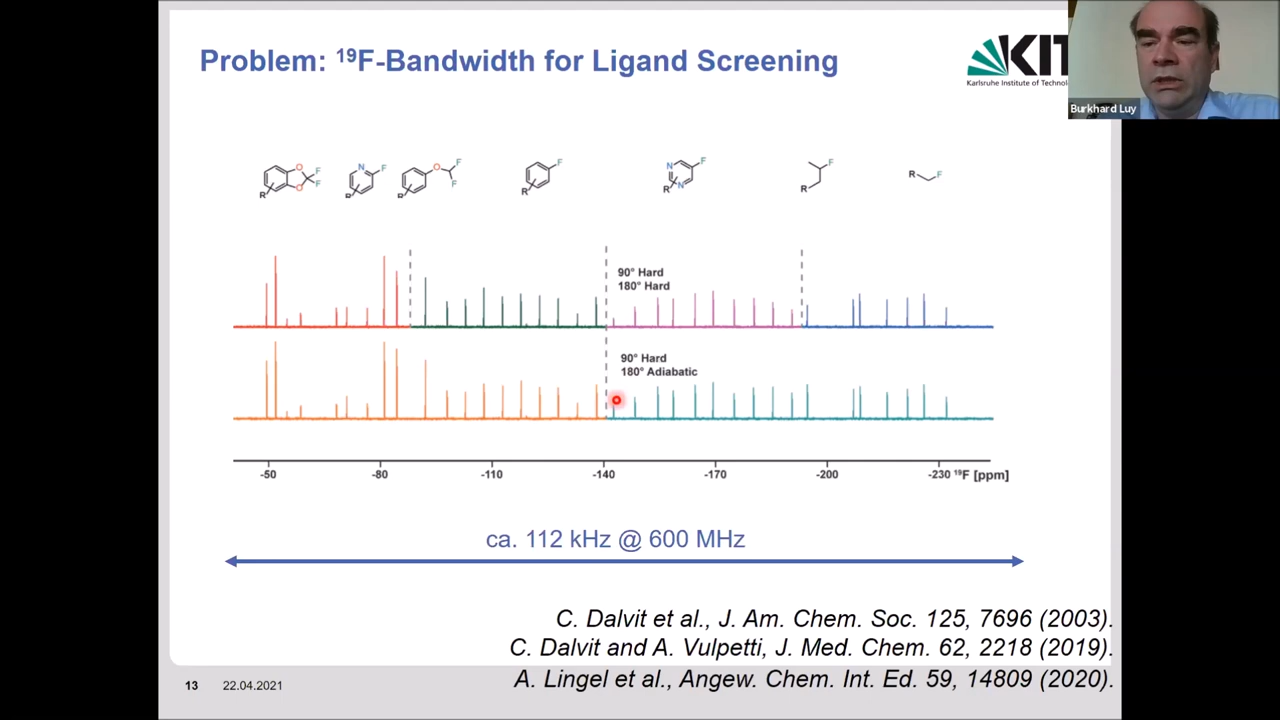 Problem: ¹⁹F-Bandwidth for Ligand Screening
KIT
Karlsruhe Institute of Technolo
Burkhard Luy
O F
O F
R
N F
R
O F
F
R
F
R
N F
N
R
F
R
R F
90° Hard
180° Hard
90° Hard
180° Adiabatic
-50 -80 -110 -140 -170 -200 -230 ¹⁹F [ppm]
ca. 112 kHz @ 600 MHz
C. Dalvit et al., J. Am. Chem. Soc. 125, 7696 (2003).
C. Dalvit and A. Vulpetti, J. Med. Chem. 62, 2218 (2019).
A. Lingel et al., Angew. Chem. Int. Ed. 59, 14809 (2020).
13 22.04.2021